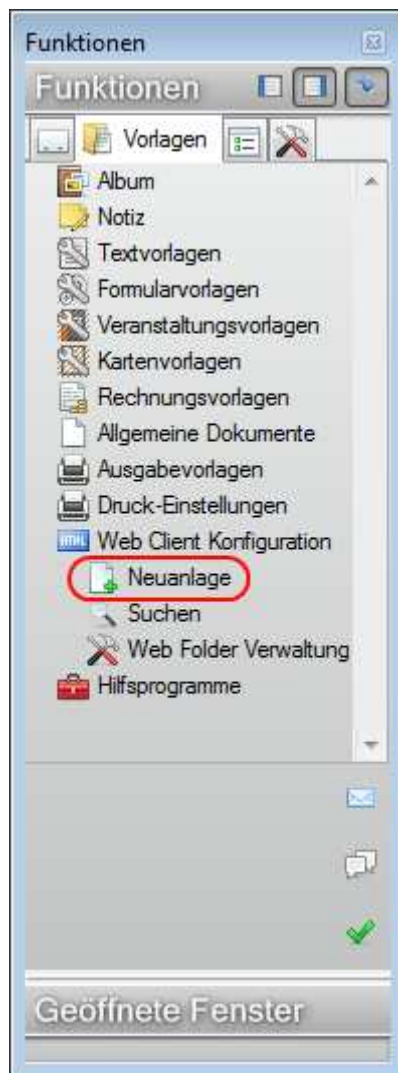 Funktionen
Funktionen
Vorlagen
Album
Notiz
Textvorlagen
Formularvorlagen
Veranstaltungsvorlagen
Kartenvorlagen
Rechnungsvorlagen
Allgemeine Dokumente
Ausgabevorlagen
Druck-Einstellungen
HTML Web Client Konfiguration
Neuanlage
Suchen
Web Folder Verwaltung
Hilfsprogramme
Geöffnete Fenster